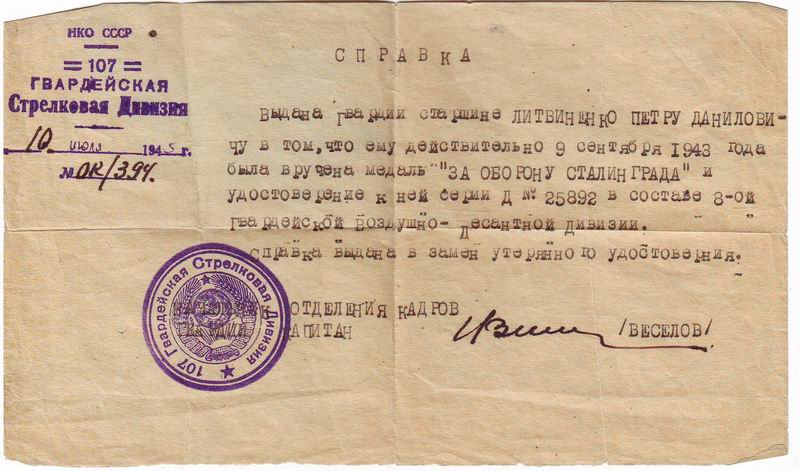 НКО СССР
107
ГВАРДЕЙСКАЯ
Стрелковая Дивизия
10 июля 1945 г.
№ ОК/394.
СПРАВКА
Выдана Гвардии старшине ЛИТВИНЕНКО ПЕТРУ ДАНИЛОВИ-
чу в том, что ему действительно 9 сентября 1943 года
была вручена медаль "ЗА ОБОРОНУ СТАЛИНГРАДА" и
удостоверение к ней серии Д № 25892 в составе 8-ой
Гвардейской Воздушно-Десантной Дивизии.
Справка выдана в замен утерянного удостоверния.
НАЧАЛЬНИК ОТДЕЛЕНИЯ КАДРОВ
ГВАРДИИ КАПИТАН /ВЕСЕЛОВ/
107 Гвардейская Стрелковая Дивизия